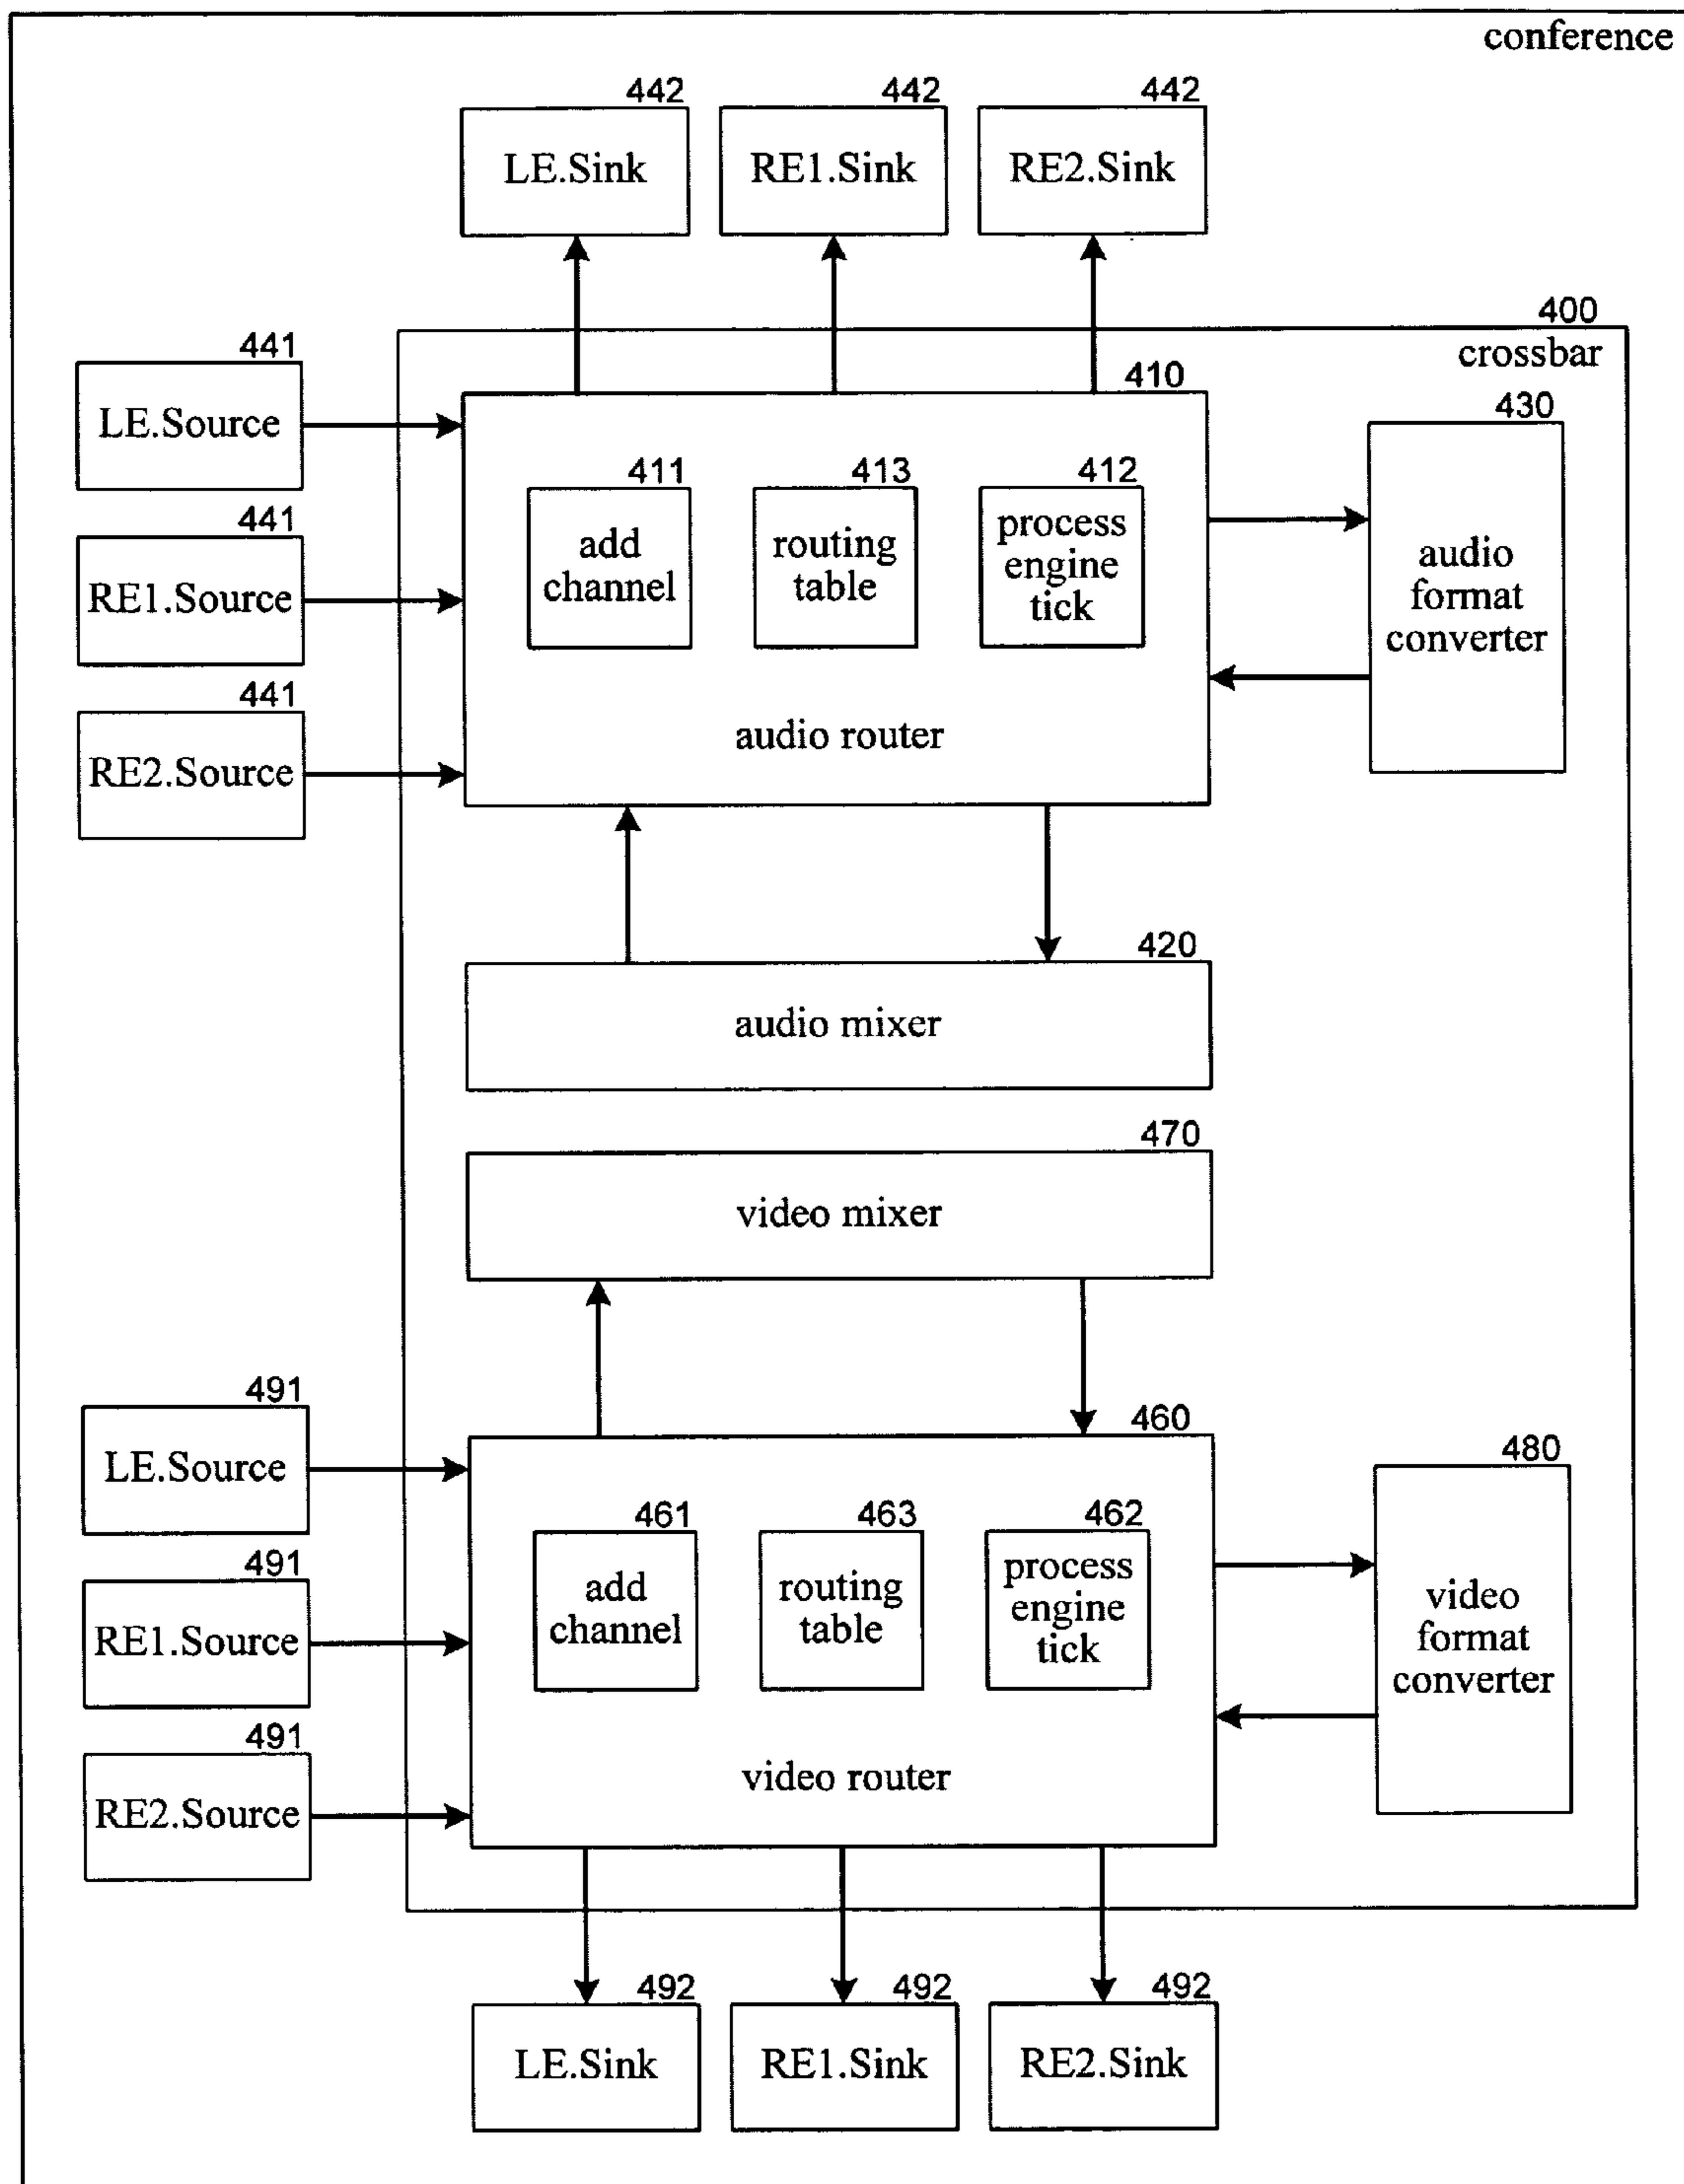 conference
442
442
442
LE.Sink
RE1.Sink
RE2.Sink
400
crossbar
441
LE.Source
441
RE1.Source
441
RE2.Source
410
411
add
channel
413
routing
table
412
process
engine
tick
audio router
430
audio
format
converter
420
audio mixer
470
video mixer
491
LE.Source
491
RE1.Source
491
RE2.Source
460
461
add
channel
463
routing
table
462
process
engine
tick
video router
480
video
format
converter
492
492
492
LE.Sink
RE1.Sink
RE2.Sink